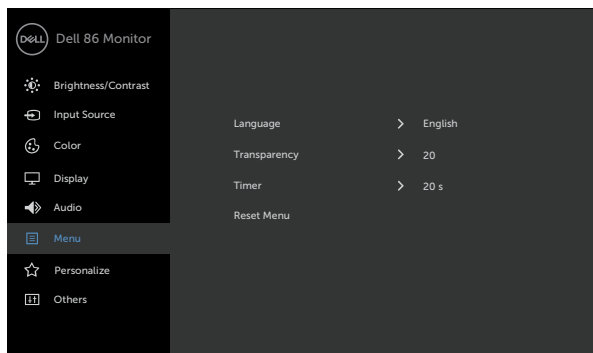 DELL Dell 86 Monitor
Brightness/Contrast
Input Source
Color
Display
Audio
Menu
Personalize
Others
Language > English
Transparency > 20
Timer > 20 s
Reset Menu